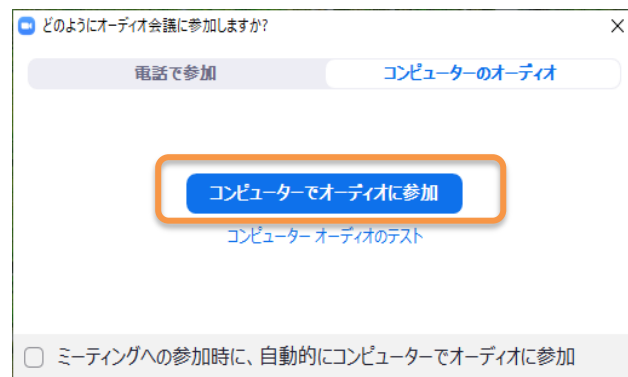 どのようにオーディオ会議に参加しますか?
電話で参加 コンピューターのオーディオ
コンピューターでオーディオに参加
コンピューター オーディオのテスト
ミーティングへの参加時に、自動的にコンピューターでオーディオに参加